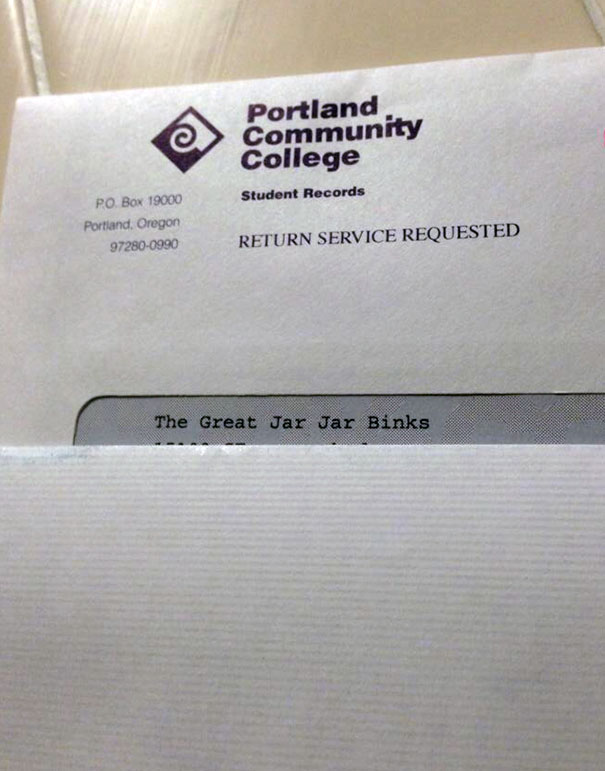 Portland
Community
College
Student Records
P.O. Box 19000
Portland, Oregon
97280-0990
RETURN SERVICE REQUESTED
The Great Jar Jar Binks